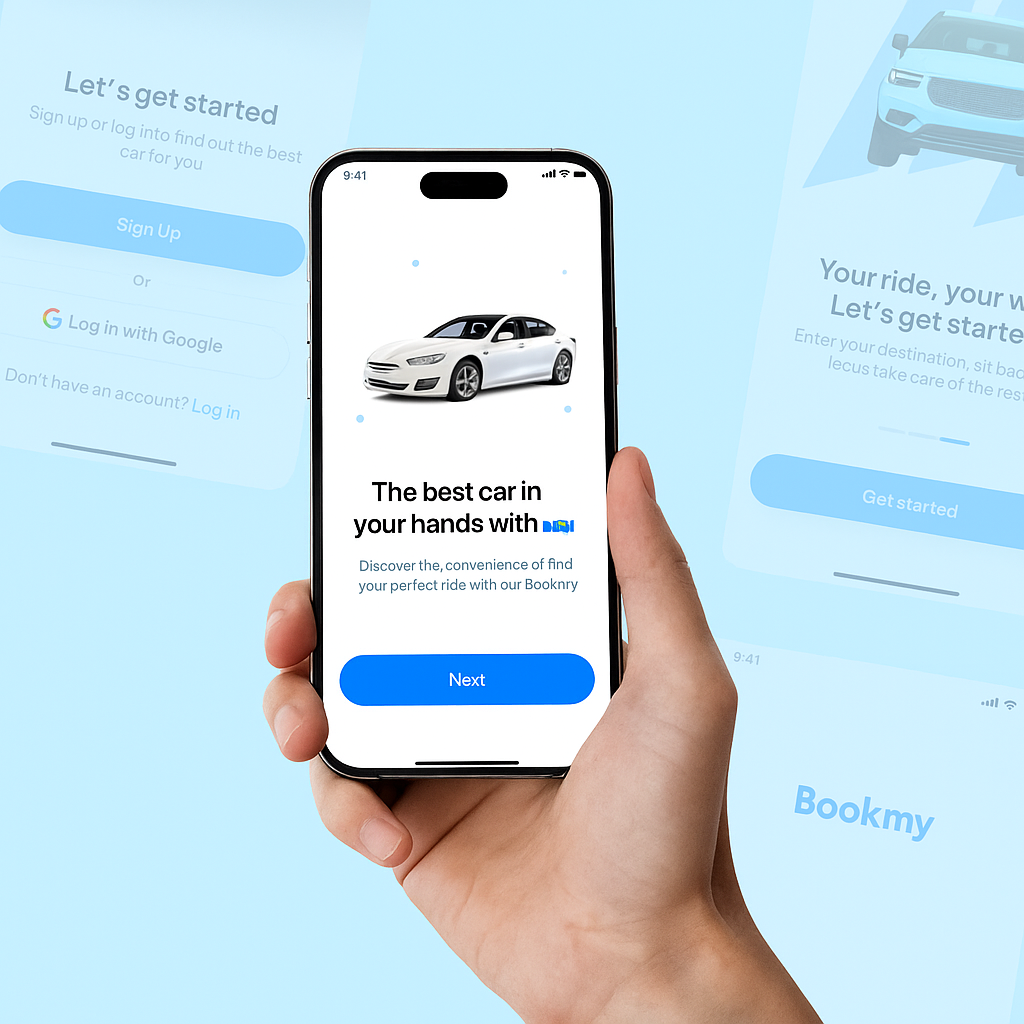 Let's get started
Sign up or log into find out the best
car for you
Sign Up
Or
Log in with Google
Don't have an account? Log in
9:41
The best car in
your hands with
Discover the, convenience of find
your perfect ride with our Booknry
Next
Your ride, your w
Let's get starte
Enter your destination, sit bac
lecus take care of the rest
Get started
9:41
Bookmy